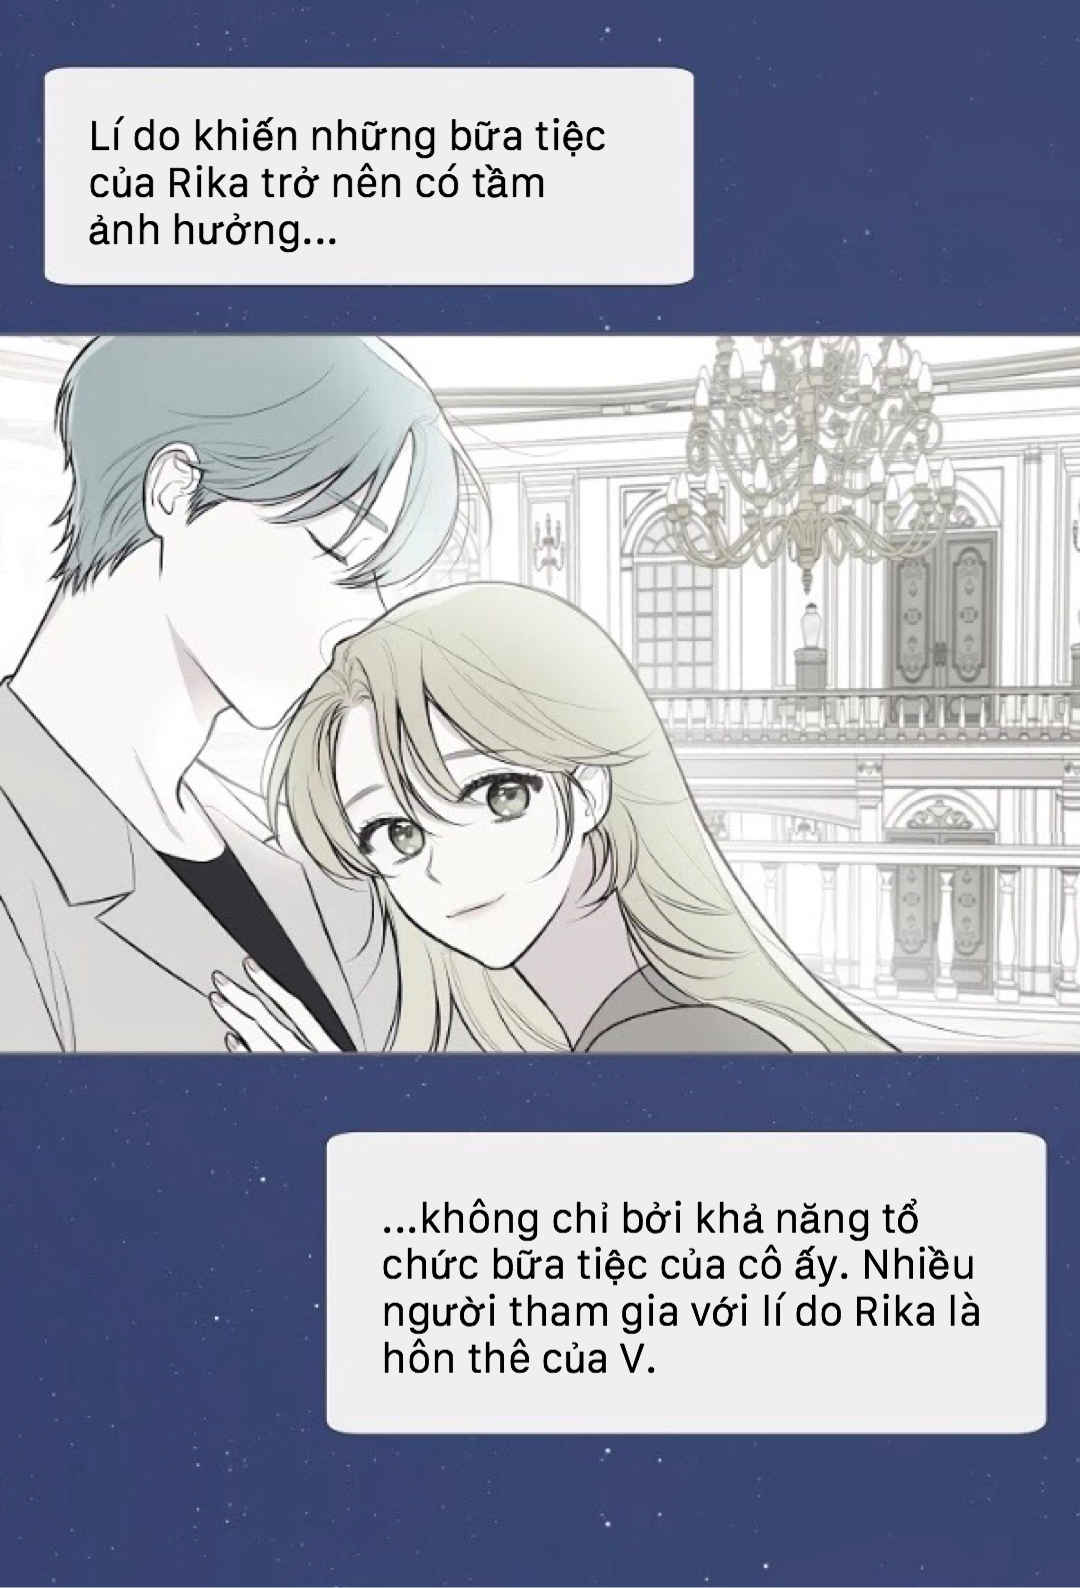 Lí do khiến những bữa tiệc
của Rika trở nên có tầm
ảnh hưởng...
...không chỉ bởi khả năng tổ
chức bữa tiệc của cô ấy. Nhiều
người tham gia với lí do Rika là
hôn thê của V.